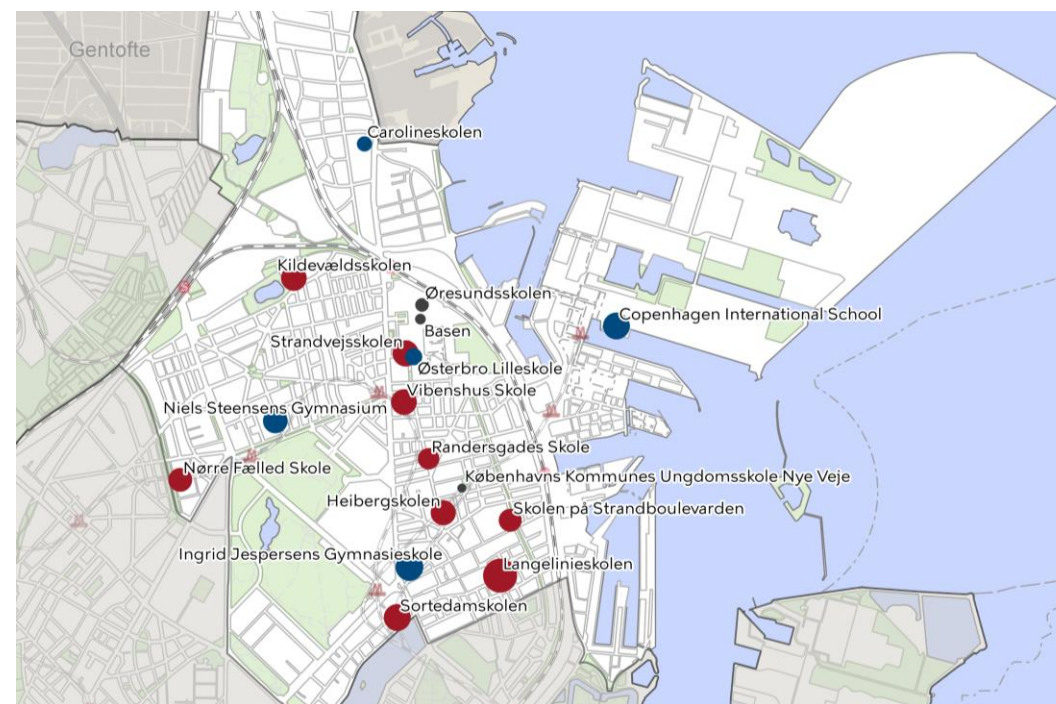 Gentofte
Carolineskolen
Kildevældsskolen
Øresundsskolen
Copenhagen International School
Basen
Strandvejsskolen
Østerbro Lilleskole
Vibenshus Skole
Niels Steensens Gymnasium
Randersgades Skole
Nørre Fælled Skole
Københavns Kommunes Ungdomsskole Nye Veje
Heibergskolen
Skolen på Strandboulevarden
Ingrid Jespersens Gymnasieskole
Langelinieskolen
Sortedamskolen